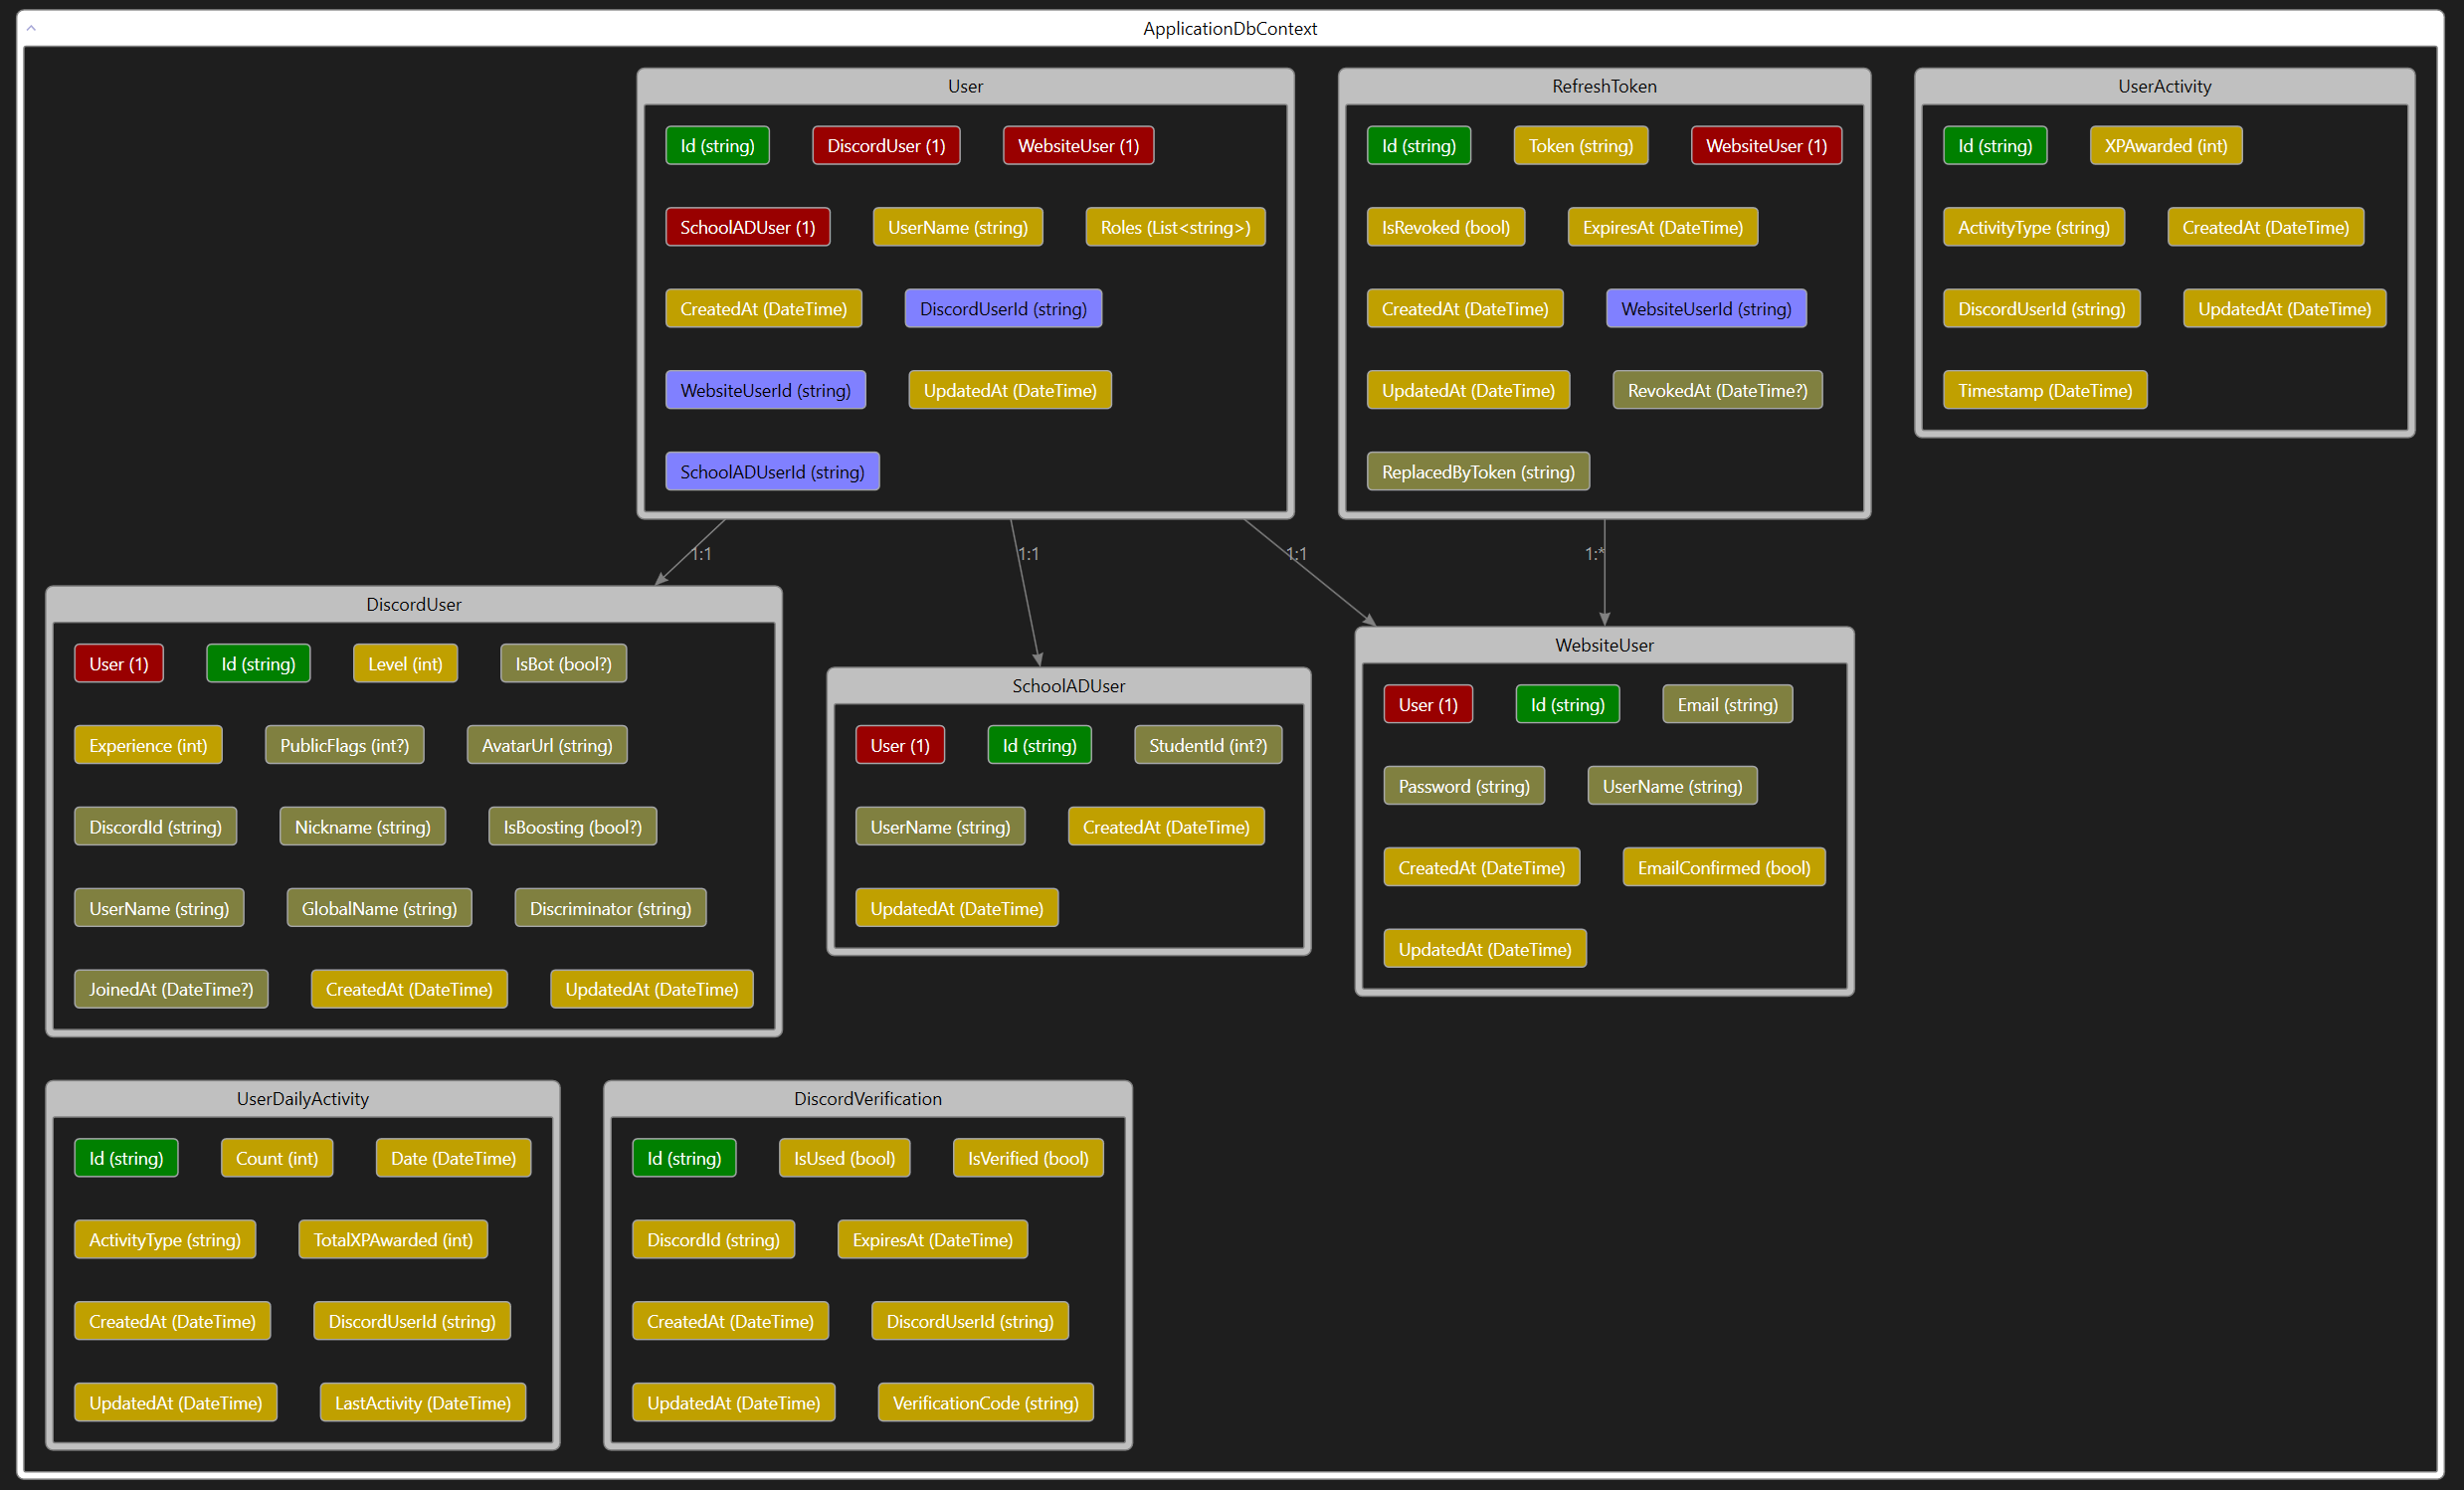 ApplicationDbContext
User
Id (string) DiscordUser (1) WebsiteUser (1)
SchoolADUser (1) UserName (string) Roles (List<string>)
CreatedAt (DateTime) DiscordUserId (string)
WebsiteUserId (string) UpdatedAt (DateTime)
SchoolADUserId (string)
RefreshToken
Id (string) Token (string) WebsiteUser (1)
IsRevoked (bool) ExpiresAt (DateTime)
CreatedAt (DateTime) WebsiteUserId (string)
UpdatedAt (DateTime) RevokedAt (DateTime?)
ReplacedByToken (string)
UserActivity
Id (string) XPAwarded (int)
ActivityType (string) CreatedAt (DateTime)
DiscordUserId (string) UpdatedAt (DateTime)
Timestamp (DateTime)
1:1 1:1 1:1 1:*
DiscordUser
User (1) Id (string) Level (int) IsBot (bool?)
Experience (int) PublicFlags (int?) AvatarUrl (string)
DiscordId (string) Nickname (string) IsBoosting (bool?)
UserName (string) GlobalName (string) Discriminator (string)
JoinedAt (DateTime?) CreatedAt (DateTime) UpdatedAt (DateTime)
SchoolADUser
User (1) Id (string) StudentId (int?)
UserName (string) CreatedAt (DateTime)
UpdatedAt (DateTime)
WebsiteUser
User (1) Id (string) Email (string)
Password (string) UserName (string)
CreatedAt (DateTime) EmailConfirmed (bool)
UpdatedAt (DateTime)
UserDailyActivity
Id (string) Count (int) Date (DateTime)
ActivityType (string) TotalXPAwarded (int)
CreatedAt (DateTime) DiscordUserId (string)
UpdatedAt (DateTime) LastActivity (DateTime)
DiscordVerification
Id (string) IsUsed (bool) IsVerified (bool)
DiscordId (string) ExpiresAt (DateTime)
CreatedAt (DateTime) DiscordUserId (string)
UpdatedAt (DateTime) VerificationCode (string)